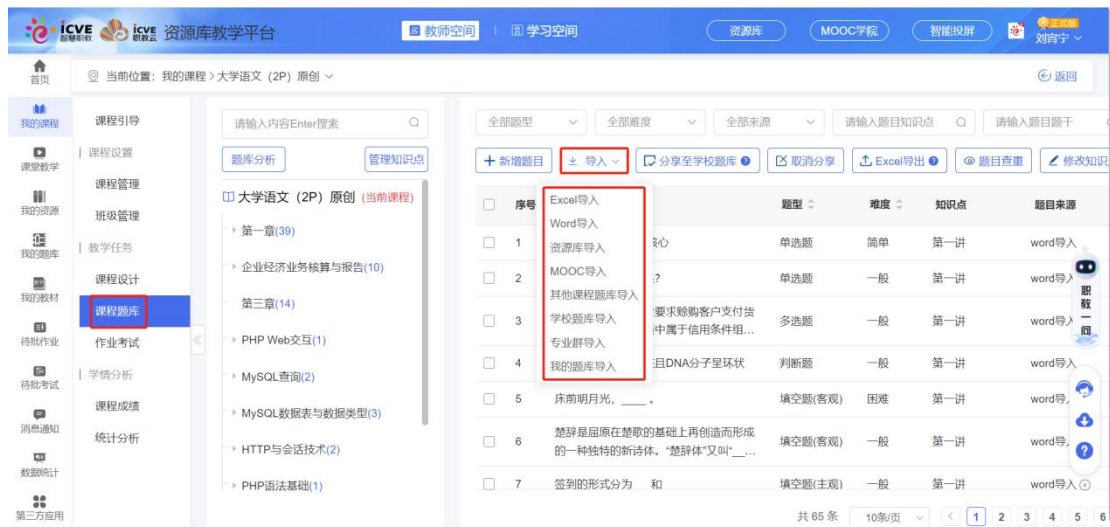 icve 智慧职教 icve 职教云 资源库教学平台
教师空间
学习空间
资源库
MOOC学院
智能投屏
正式版
刘宵宁
首页
当前位置：我的课程 > 大学语文（2P）原创
返回
我的课程
课堂教学
我的资源
我的题库
我的教材
待批作业
待批考试
消息通知
数据统计
第三方应用
课程引导
课程设置
课程管理
班级管理
教学任务
课程设计
课程题库
作业考试
学情分析
课程成绩
统计分析
请输入内容Enter搜索
题库分析
管理知识点
大学语文（2P）原创 (当前课程)
第一章(39)
企业经济业务核算与报告(10)
第三章(14)
PHP Web交互(1)
MySQL查询(2)
MySQL数据表与数据类型(3)
HTTP与会话技术(2)
PHP语法基础(1)
全部题型
全部难度
全部来源
请输入题目知识点
请输入题目题干
新增题目
导入
分享至学校题库
取消分享
Excel导出
题目查重
修改知识
Excel导入
Word导入
资源库导入
MOOC导入
其他课程题库导入
学校题库导入
专业群导入
我的题库导入
序号 题型 难度 知识点 题目来源
1 核心 单选题 简单 第一讲 word导入
2 ? 单选题 一般 第一讲 word导入
3 要求赊购客户支付货
中属于信用条件组... 多选题 一般 第一讲 word导入
4 且DNA分子呈环状 判断题 一般 第一讲 word导入
5 床前明月光，____。 填空题(客观) 困难 第一讲 word导入
6 楚辞是屈原在楚歌的基础上再创造而形成
的一种独特的新诗体。“楚辞体”又叫“__... 填空题(客观) 一般 第一讲 word导入
7 签到的形式分为 和 填空题(主观) 一般 第一讲 word导入
职教一问
共 65 条
10条/页
1 2 3 4 5 6